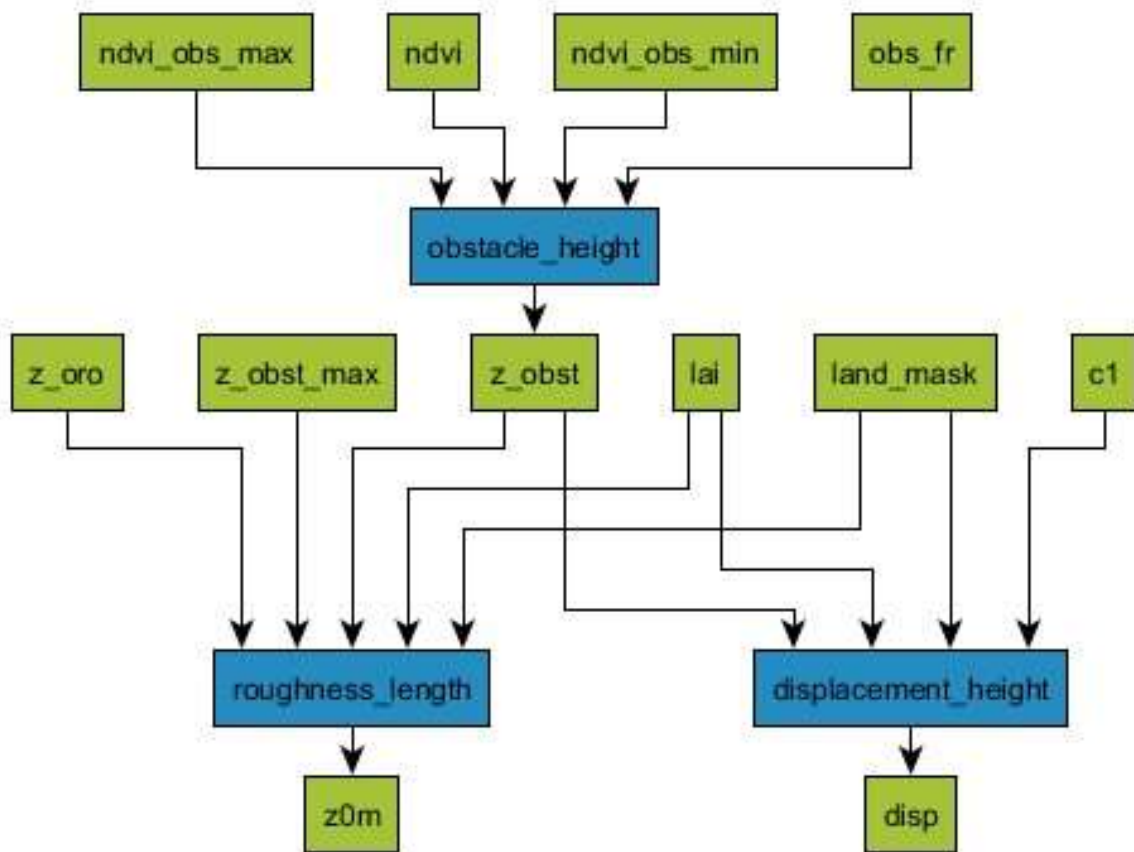 ndvi_obs_max
ndvi
ndvi_obs_min
obs_fr
obstacle_height
z_oro
z_obst_max
z_obst
lai
land_mask
c1
roughness_length
displacement_height
z0m
disp